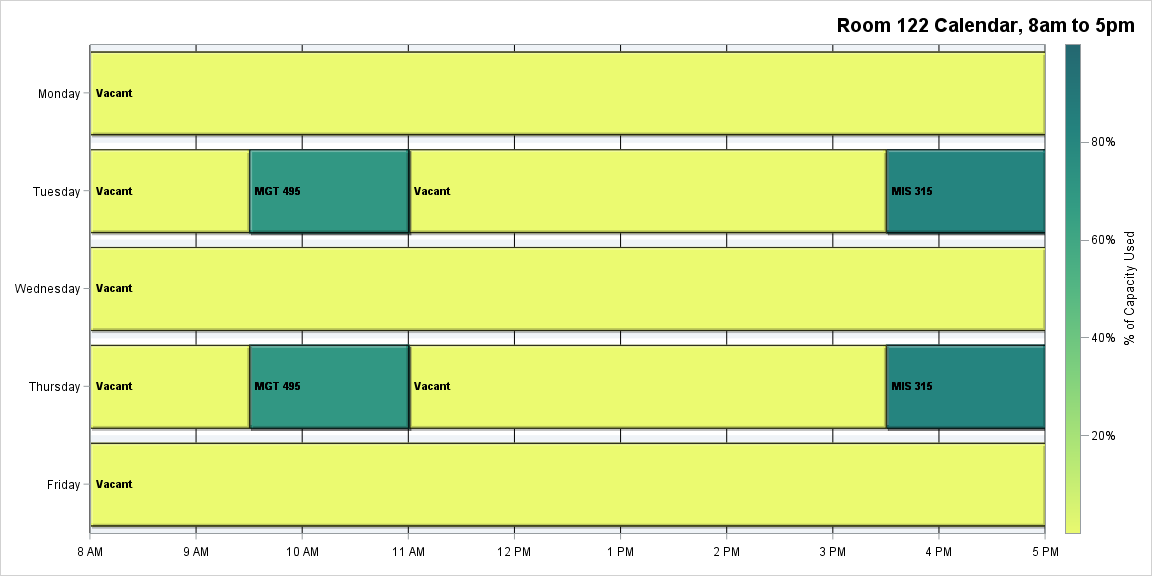 Room 122 Calendar, 8am to 5pm
Monday
Vacant
Tuesday
Vacant
MGT 495
Vacant
MIS 315
Wednesday
Vacant
Thursday
Vacant
MGT 495
Vacant
MIS 315
Friday
Vacant
8 AM
9 AM
10 AM
11 AM
12 PM
1 PM
2 PM
3 PM
4 PM
5 PM
80%
60%
40%
20%
% of Capacity Used